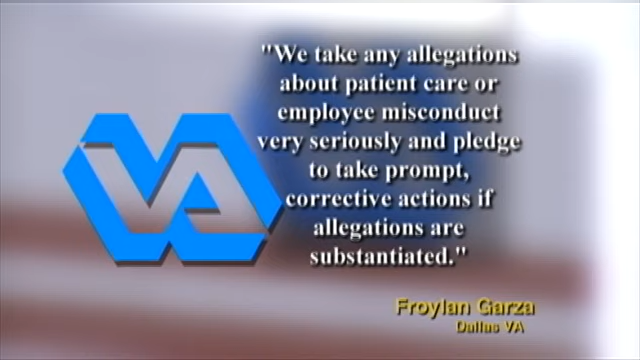 "We take any allegations
about patient care or
employee misconduct
very seriously and pledge
to take prompt,
corrective actions if
allegations are
substantiated."
VA
Froylan Garza
Dallas VA